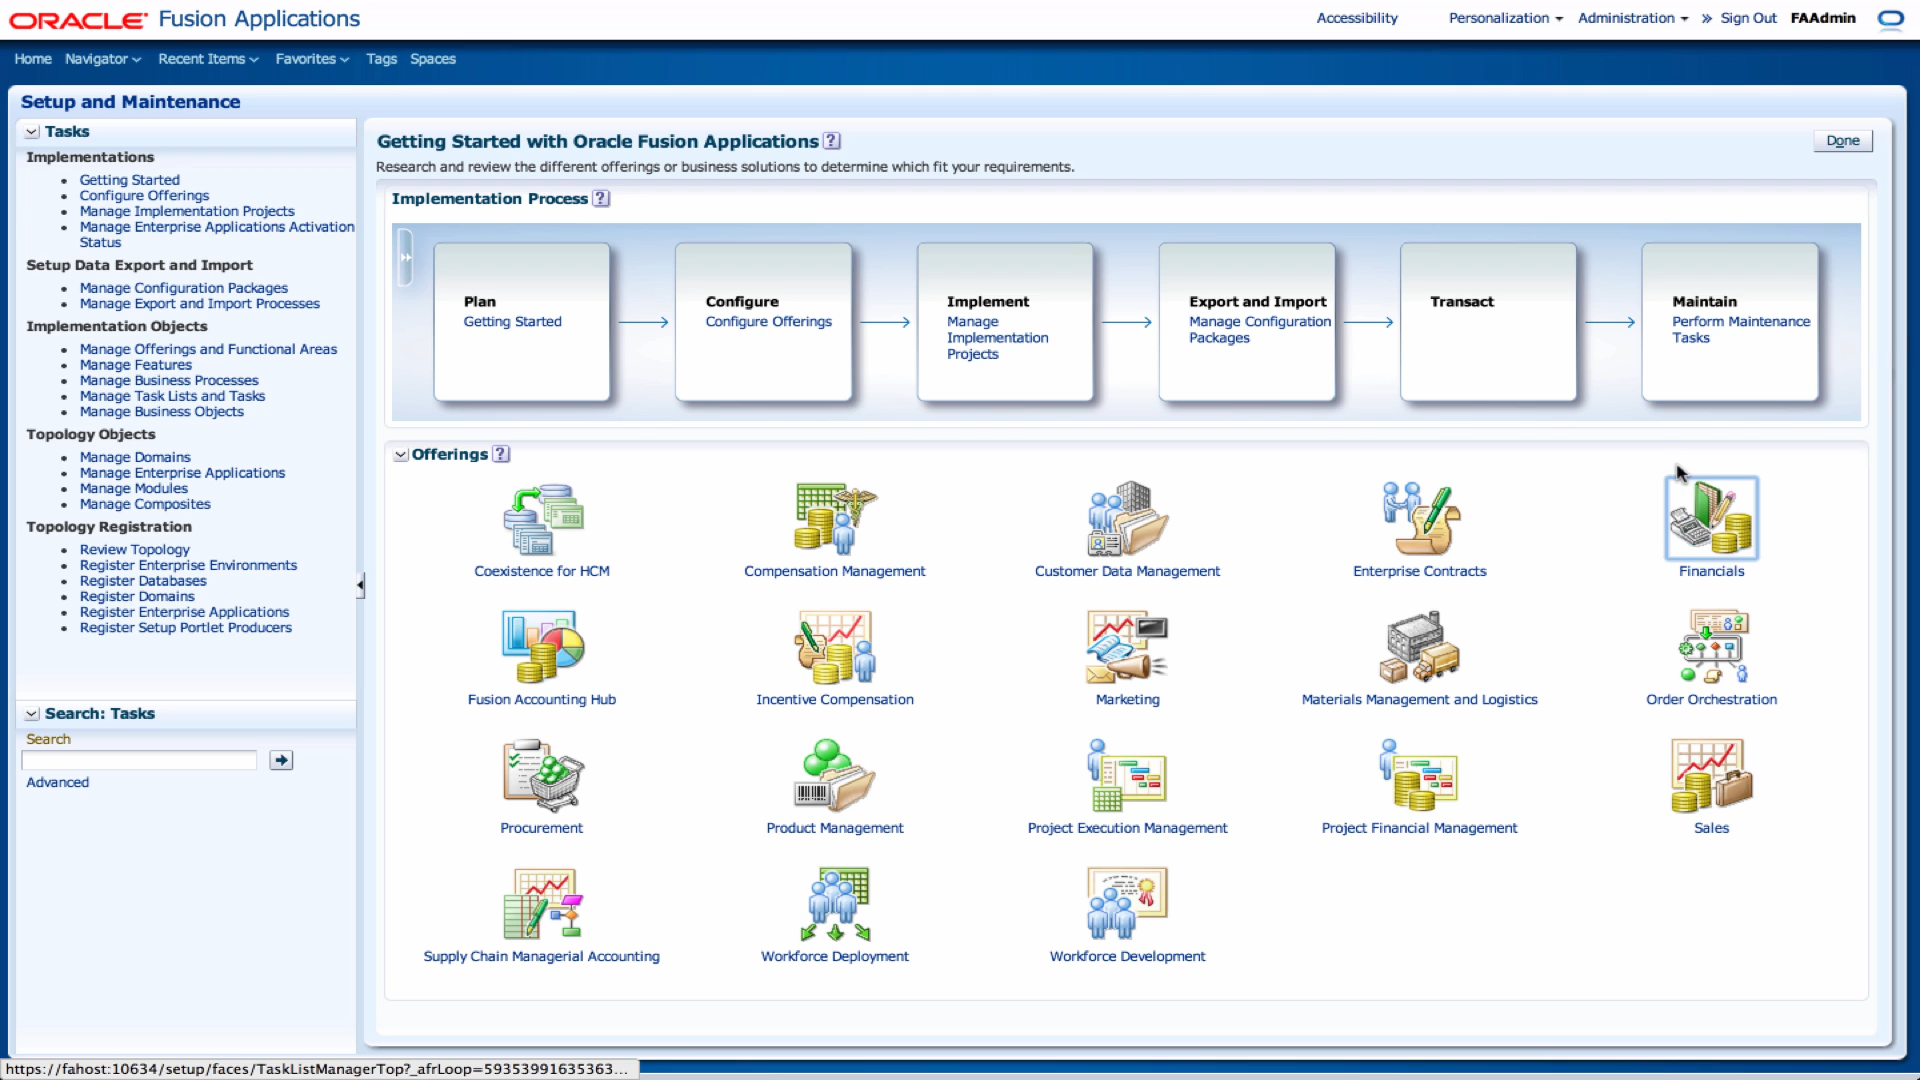 ORACLE Fusion Applications
Accessibility Personalization Administration » Sign Out FAAdmin
Home Navigator Recent Items Favorites Tags Spaces
Setup and Maintenance
Tasks
Implementations
Getting Started
Configure Offerings
Manage Implementation Projects
Manage Enterprise Applications Activation
Status
Setup Data Export and Import
Manage Configuration Packages
Manage Export and Import Processes
Implementation Objects
Manage Offerings and Functional Areas
Manage Features
Manage Business Processes
Manage Task Lists and Tasks
Manage Business Objects
Topology Objects
Manage Domains
Manage Enterprise Applications
Manage Modules
Manage Composites
Topology Registration
Review Topology
Register Enterprise Environments
Register Databases
Register Domains
Register Enterprise Applications
Register Setup Portlet Producers
Search: Tasks
Search
Advanced
Getting Started with Oracle Fusion Applications ?
Done
Research and review the different offerings or business solutions to determine which fit your requirements.
Implementation Process ?
Plan
Getting Started
Configure
Configure Offerings
Implement
Manage
Implementation
Projects
Export and Import
Manage Configuration
Packages
Transact
Maintain
Perform Maintenance
Tasks
Offerings ?
Coexistence for HCM
Compensation Management
Customer Data Management
Enterprise Contracts
Financials
Fusion Accounting Hub
Incentive Compensation
Marketing
Materials Management and Logistics
Order Orchestration
Procurement
Product Management
Project Execution Management
Project Financial Management
Sales
Supply Chain Managerial Accounting
Workforce Deployment
Workforce Development
https://fahost:10634/setup/faces/TaskListManagerTop?_afrLoop=59353991635363...